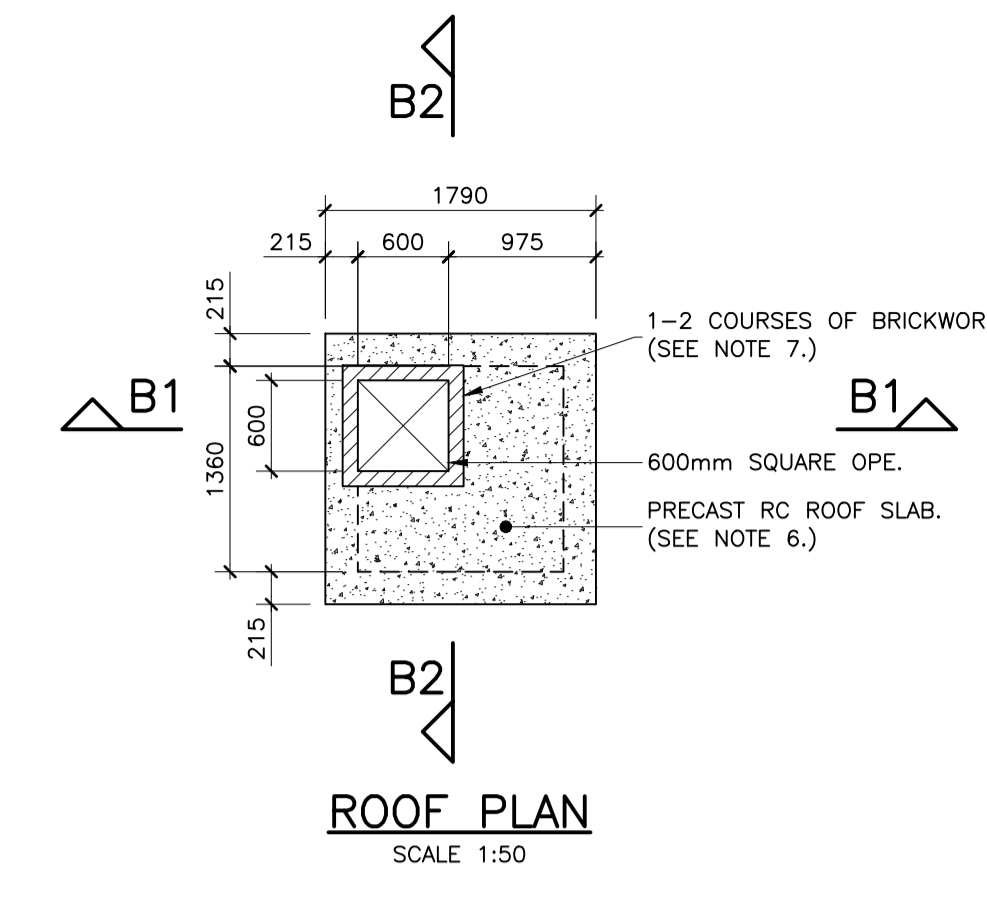 B2
1790
215 600 975
215
1-2 COURSES OF BRICKWOR
(SEE NOTE 7.)
B1
B1
600
1360
600mm SQUARE OPE.
PRECAST RC ROOF SLAB.
(SEE NOTE 6.)
215
B2
ROOF PLAN
SCALE 1:50